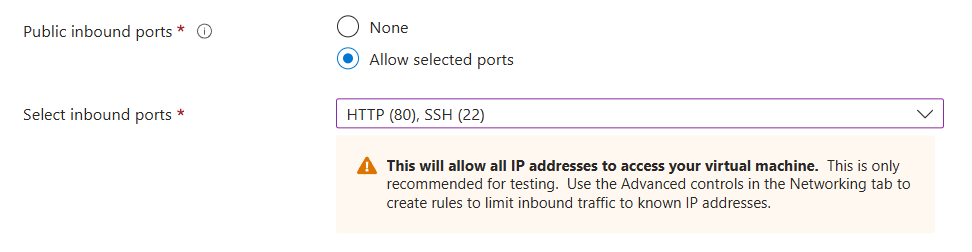 Public inbound ports *
None
Allow selected ports
Select inbound ports *
HTTP (80), SSH (22)
This will allow all IP addresses to access your virtual machine.  This is only
recommended for testing.  Use the Advanced controls in the Networking tab to
create rules to limit inbound traffic to known IP addresses.